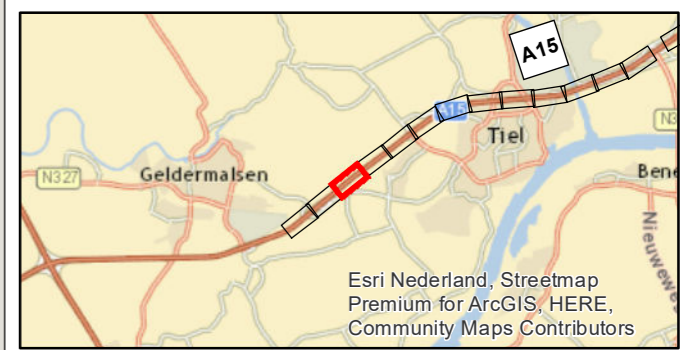 A15
A15
Tiel
N3
N327
Geldermalsen
Bene
Nieuwewe
Esri Nederland, Streetmap
Premium for ArcGIS, HERE,
Community Maps Contributors